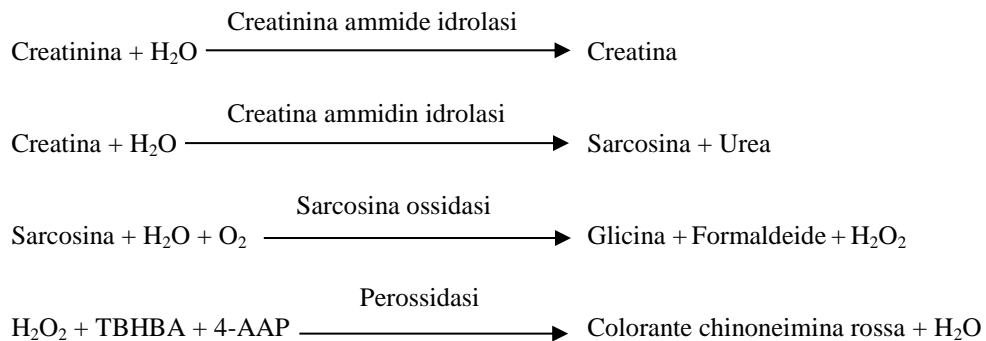 Creatinina ammide idrolasi
Creatinina + H₂O Creatina
Creatina ammidin idrolasi
Creatina + H₂O Sarcosina + Urea
Sarcosina ossidasi
Sarcosina + H₂O + O₂ Glicina + Formaldeide + H₂O₂
Perossidasi
H₂O₂ + TBHBA + 4-AAP Colorante chinoneimina rossa + H₂O